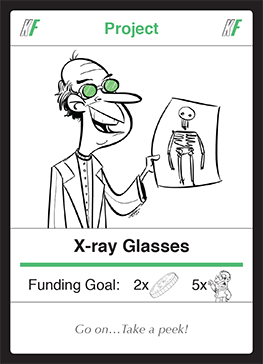 KF Project KF
X-ray Glasses
Funding Goal: 2x 5x
Go on...Take a peek!